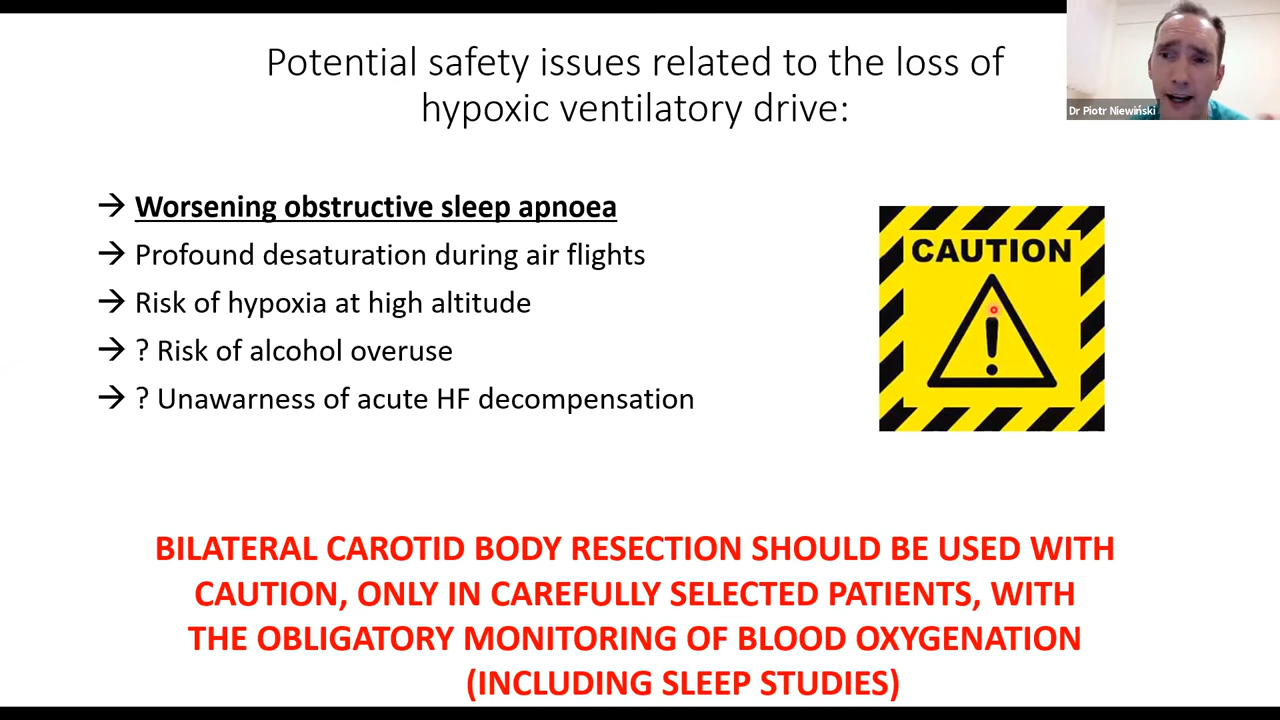 Potential safety issues related to the loss of
hypoxic ventilatory drive:
Dr Piotr Niewiński
→ Worsening obstructive sleep apnoea
→ Profound desaturation during air flights
→ Risk of hypoxia at high altitude
→ ? Risk of alcohol overuse
→ ? Unawarness of acute HF decompensation
CAUTION
!
BILATERAL CAROTID BODY RESECTION SHOULD BE USED WITH
CAUTION, ONLY IN CAREFULLY SELECTED PATIENTS, WITH
THE OBLIGATORY MONITORING OF BLOOD OXYGENATION
(INCLUDING SLEEP STUDIES)